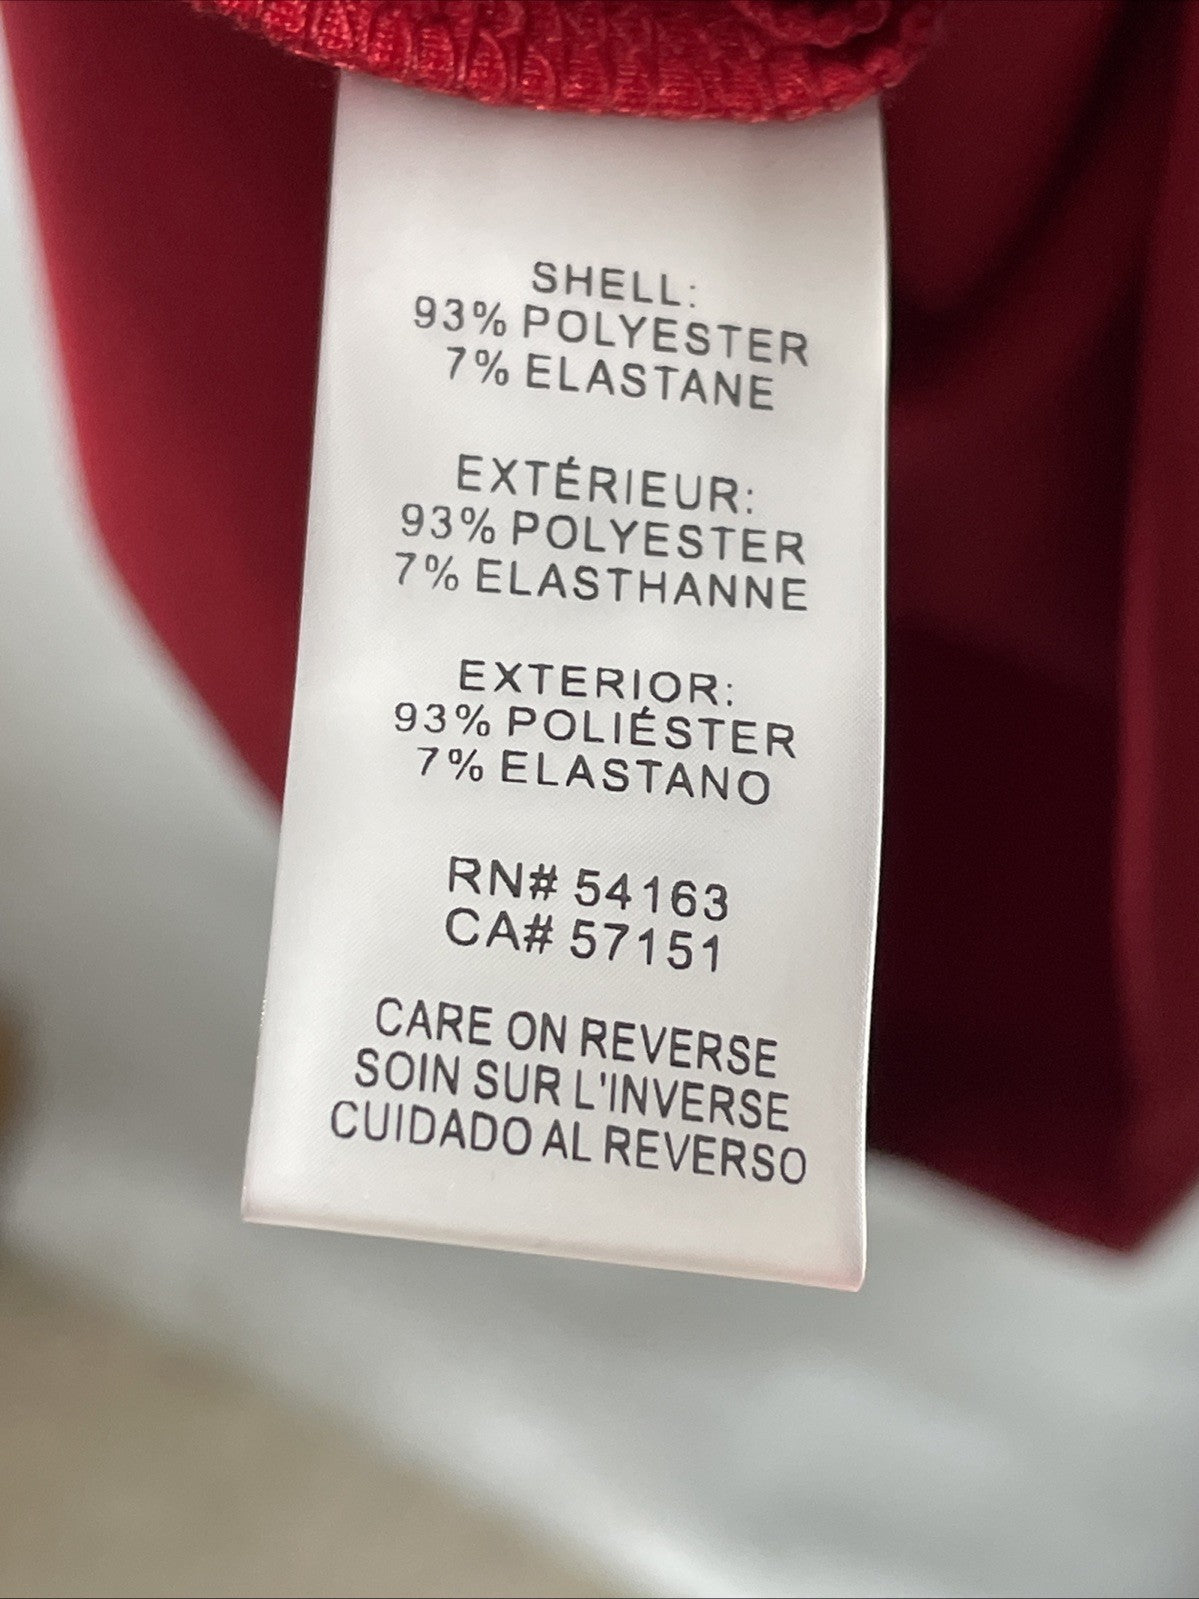 SHELL:
93% POLYESTER
7% ELASTANE
EXTÉRIEUR:
93% POLYESTER
7% ELASTHANNE
EXTERIOR:
93% POLIÉSTER
7% ELASTANO
RN# 54163
CA# 57151
CARE ON REVERSE
SOIN SUR L'INVERSE
CUIDADO AL REVERSO